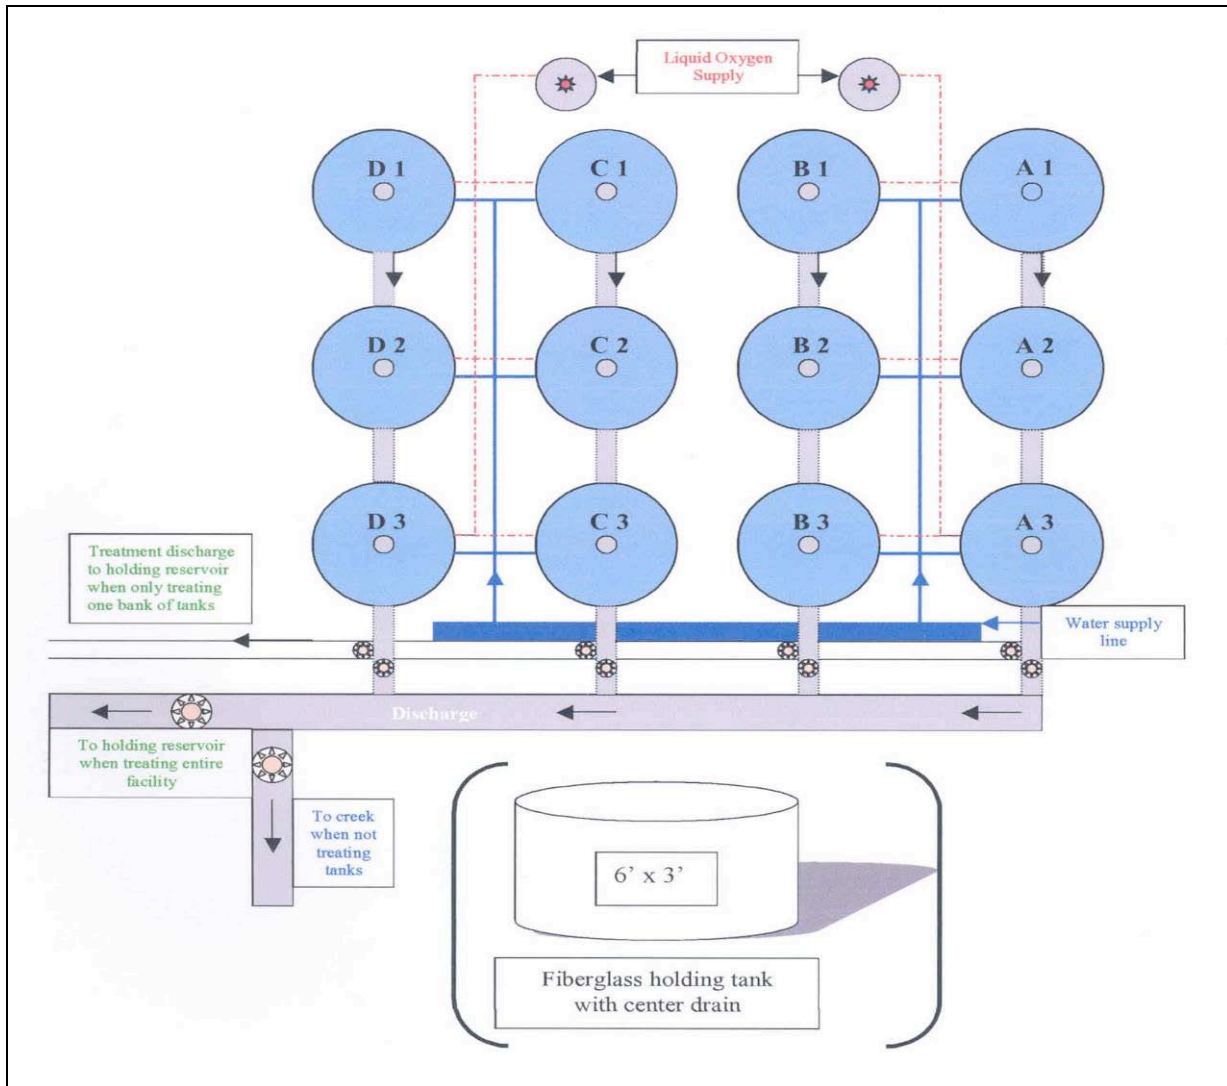 Liquid Oxygen
Supply
D 1
C 1
B 1
A 1
D 2
C 2
B 2
A 2
D 3
C 3
B 3
A 3
Treatment discharge
to holding reservoir
when only treating
one bank of tanks
Water supply
line
Discharge
To holding reservoir
when treating entire
facility
To creek
when not
treating
tanks
6’ x 3’
Fiberglass holding tank
with center drain